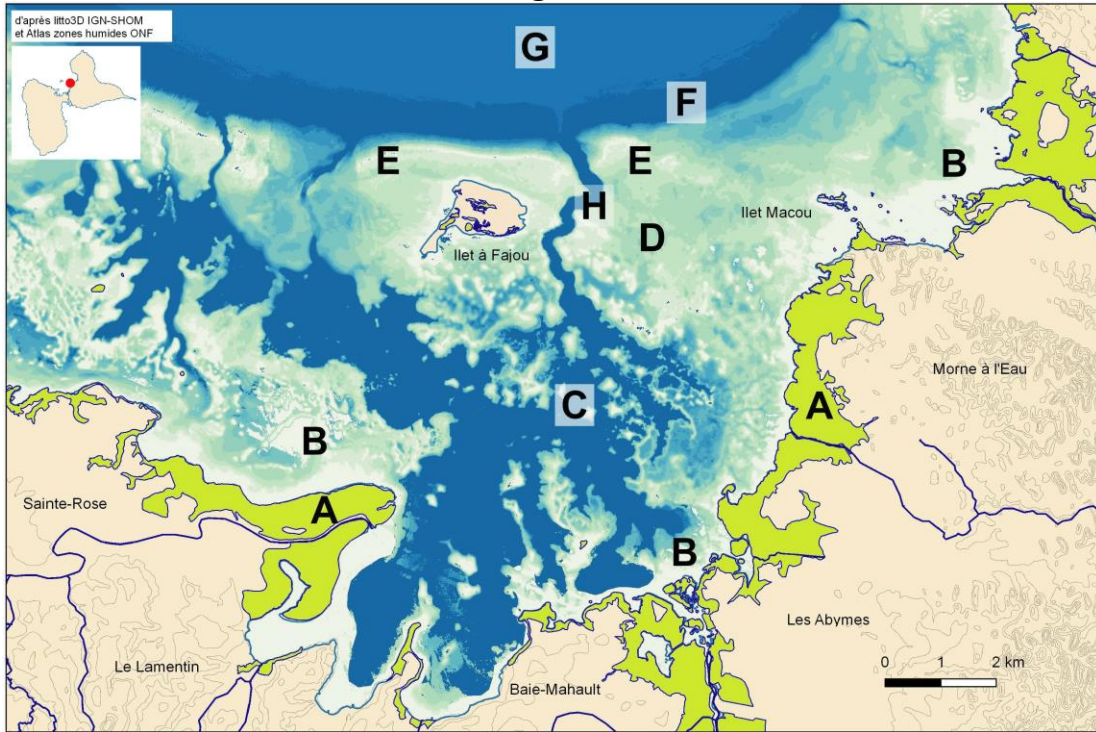 d'après litto3D IGN-SHOM
et Atlas zones humides ONF
G
F
E
E
B
H
Ilet Macou
D
Ilet à Fajou
Morne à l'Eau
C
A
B
Sainte-Rose
A
B
Les Abymes
Le Lamentin
0 1 2 km
Baie-Mahault